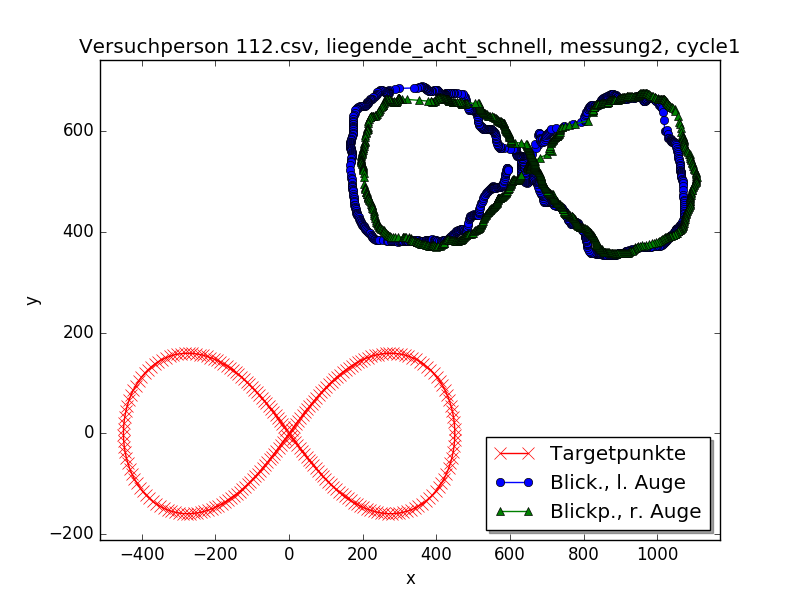 Versuchperson 112.csv, liegende_acht_schnell, messung2, cycle1
y
600
400
200
0
−200
−400
−200
0
200
400
600
800
1000
x
Targetpunkte
Blick., l. Auge
Blickp., r. Auge